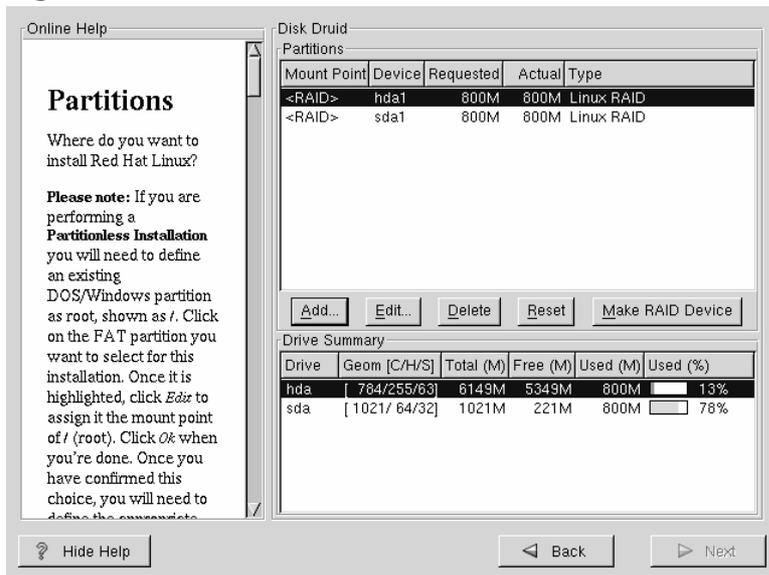 Online Help
Partitions
Where do you want to
install Red Hat Linux?
Please note: If you are
performing a
Partitionless Installation
you will need to define
an existing
DOS/Windows partition
as root, shown as /. Click
on the FAT partition you
want to select for this
installation. Once it is
highlighted, click Edit to
assign it the mount point
of / (root). Click Ok when
you're done. Once you
have confirmed this
choice, you will need to
define the appropriate
Hide Help
Disk Druid
Partitions
Mount Point Device Requested Actual Type
<RAID> hda1 800M 800M Linux RAID
<RAID> sda1 800M 800M Linux RAID
Add... Edit... Delete Reset Make RAID Device
Drive Summary
Drive Geom [C/H/S] Total (M) Free (M) Used (M) Used (%)
hda [ 784/255/63] 6149M 5349M 800M 13%
sda [ 1021/ 64/32] 1021M 221M 800M 78%
Back Next